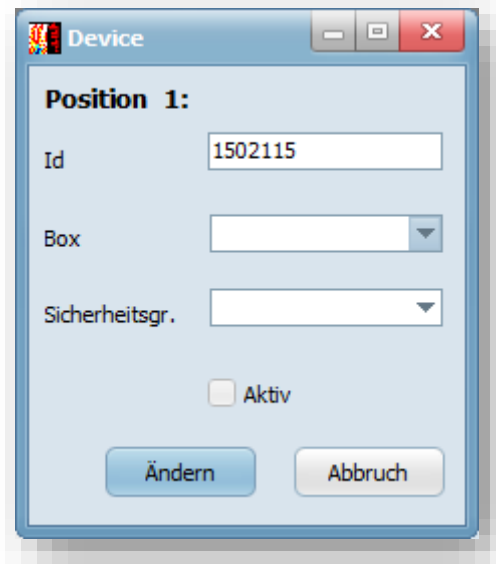 Device
Position 1:
Id 1502115
Box
Sicherheitsgr.
Aktiv
Ändern Abbruch